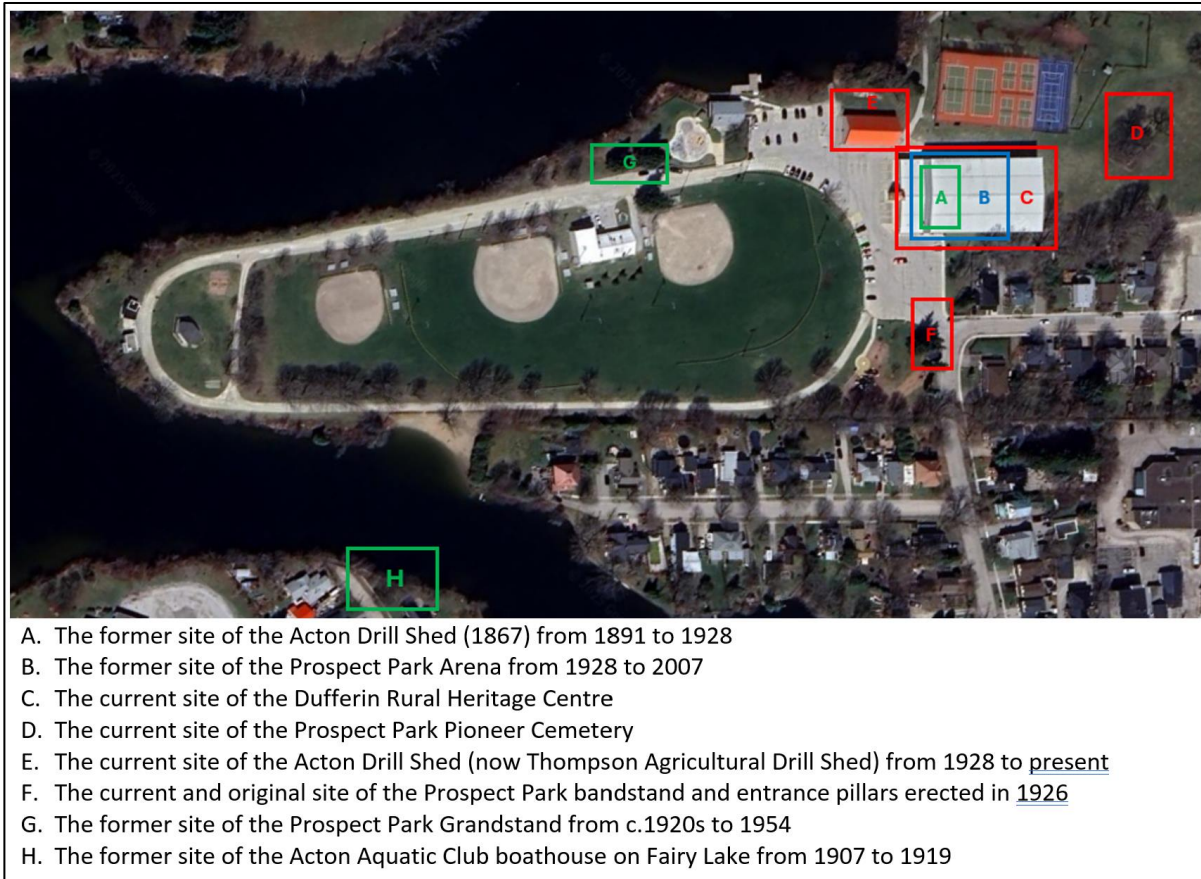 E
D
G
A
B
C
F
H
A. The former site of the Acton Drill Shed (1867) from 1891 to 1928
B. The former site of the Prospect Park Arena from 1928 to 2007
C. The current site of the Dufferin Rural Heritage Centre
D. The current site of the Prospect Park Pioneer Cemetery
E. The current site of the Acton Drill Shed (now Thompson Agricultural Drill Shed) from 1928 to present
F. The current and original site of the Prospect Park bandstand and entrance pillars erected in 1926
G. The former site of the Prospect Park Grandstand from c.1920s to 1954
H. The former site of the Acton Aquatic Club boathouse on Fairy Lake from 1907 to 1919